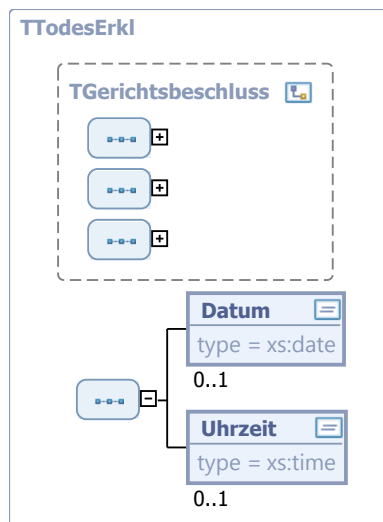 TTodesErkl
TGerichtsbeschluss
Datum
type = xs:date
0..1
Uhrzeit
type = xs:time
0..1